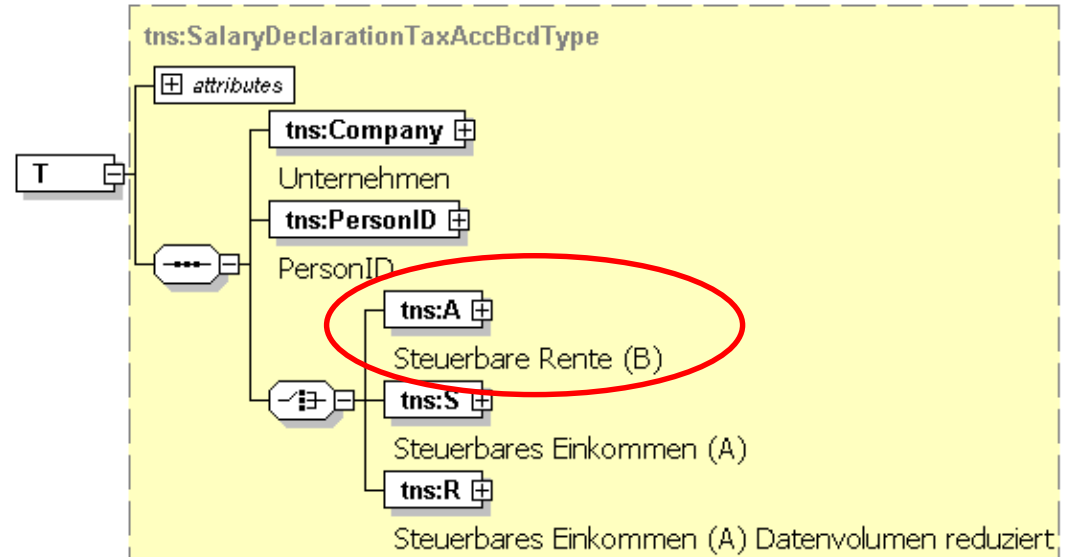 tns:SalaryDeclarationTaxAccBcdType
attributes
tns:Company
T
Unternehmen
tns:PersonID
PersonID
tns:A
Steuerbare Rente (B)
tns:S
Steuerbares Einkommen (A)
tns:R
Steuerbares Einkommen (A) Datenvolumen reduziert